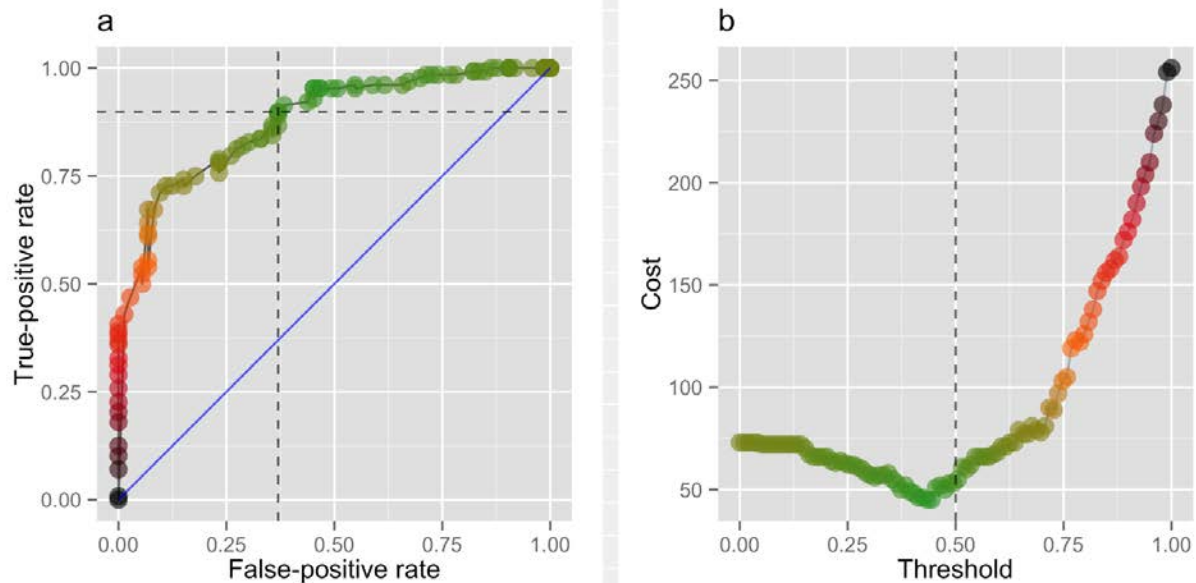 a
1.00
0.75
0.50
0.25
0.00
True-positive rate
0.00 0.25 0.50 0.75 1.00
False-positive rate
b
250
200
150
100
50
Cost
0.00 0.25 0.50 0.75 1.00
Threshold